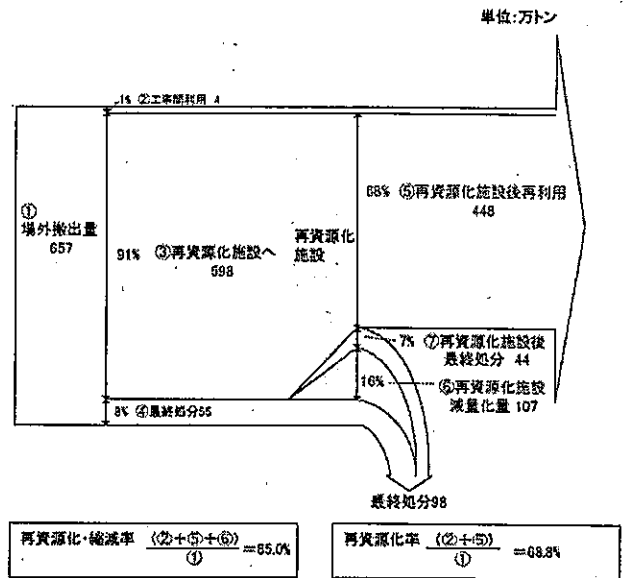 単位:万トン
1% ②工事間利用 4
①
場外搬出量
657
91% ③再資源化施設へ
598
再資源化
施設
68% ⑤再資源化施設後再利用
448
7% ⑦再資源化施設後
最終処分 44
16% ⑥再資源化施設
減量化量 107
8% ④最終処分55
最終処分98
再資源化・縮減率 (②+⑤+⑥) / ① =85.0%
再資源化率 (②+⑤) / ① =68.8%